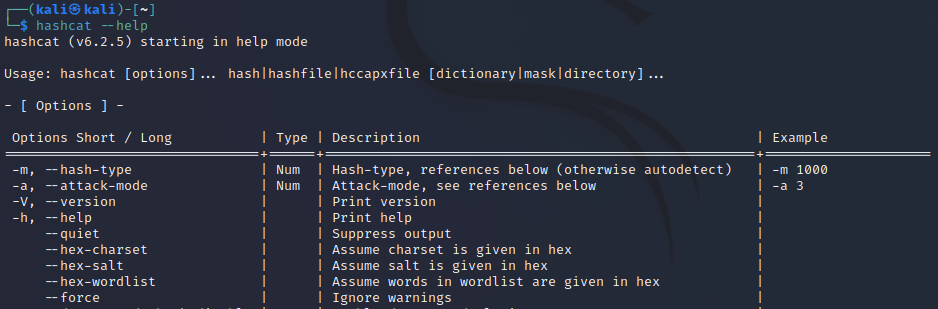 ┌──(kali㉿kali)-[~]
└─$ hashcat --help
hashcat (v6.2.5) starting in help mode
Usage: hashcat [options]... hash|hashfile|hccapxfile [dictionary|mask|directory]...
- [ Options ] -
Options Short / Long | Type | Description | Example
-m, --hash-type | Num | Hash-type, references below (otherwise autodetect) | -m 1000
-a, --attack-mode | Num | Attack-mode, see references below | -a 3
-V, --version | | Print version |
-h, --help | | Print help |
--quiet | | Suppress output |
--hex-charset | | Assume charset is given in hex |
--hex-salt | | Assume salt is given in hex |
--hex-wordlist | | Assume words in wordlist are given in hex |
--force | | Ignore warnings |